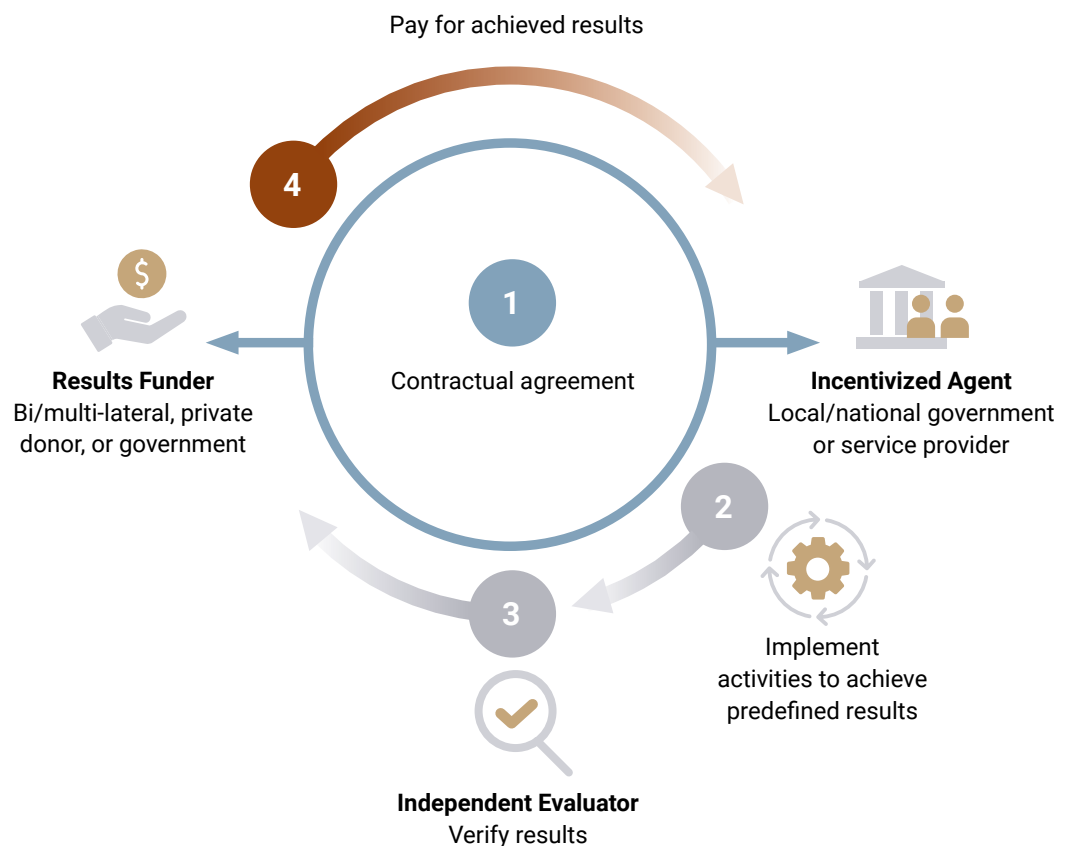 Pay for achieved results
4
$
1
Contractual agreement
Results Funder
Bi/multi-lateral, private
donor, or government
Incentivized Agent
Local/national government
or service provider
2
Implement
activities to achieve
predefined results
3
Independent Evaluator
Verify results